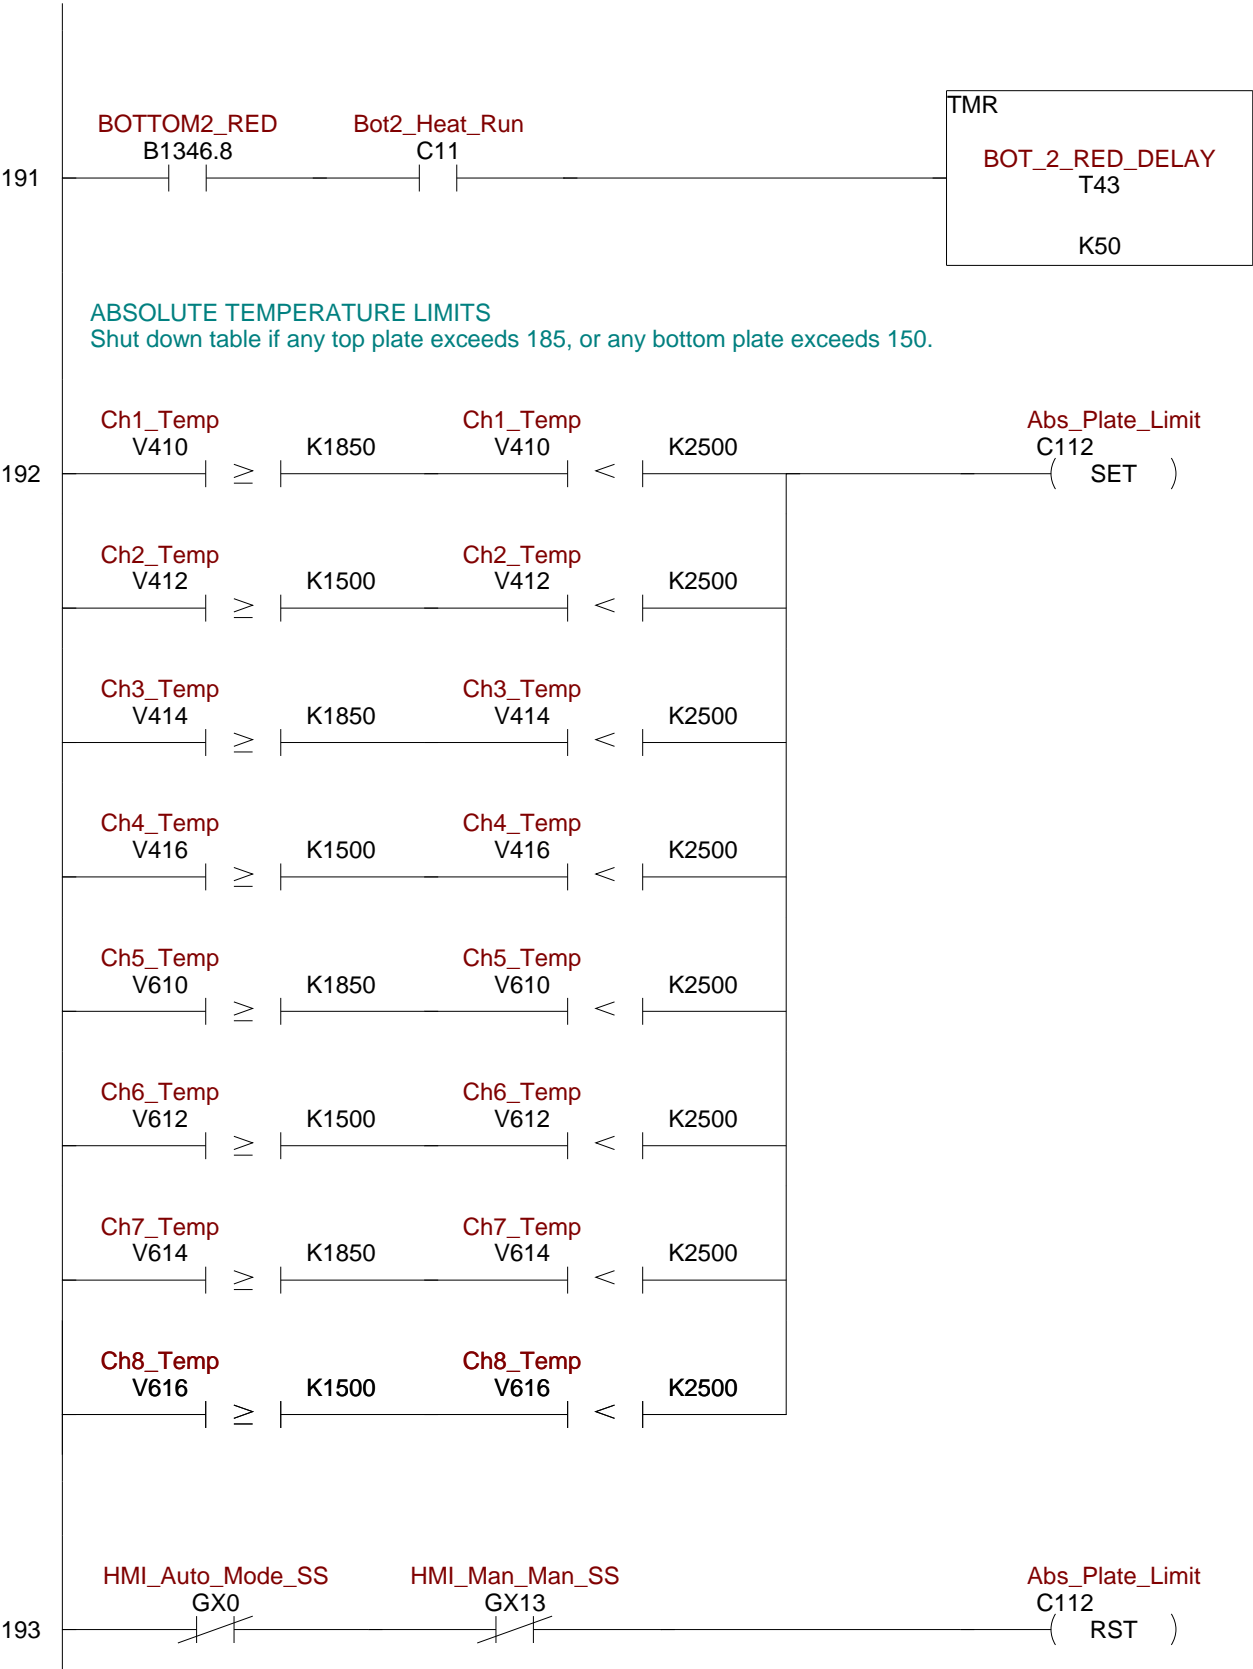 TMR
BOTTOM2_RED Bot2_Heat_Run
B1346.8 C11
BOT_2_RED_DELAY
T43
191
K50
ABSOLUTE TEMPERATURE LIMITS
Shut down table if any top plate exceeds 185, or any bottom plate exceeds 150.
Ch1_Temp Ch1_Temp Abs_Plate_Limit
V410 K1850 V410 K2500 C112
192 ≥ < ( SET )
Ch2_Temp Ch2_Temp
V412 K1500 V412 K2500
≥ <
Ch3_Temp Ch3_Temp
V414 K1850 V414 K2500
≥ <
Ch4_Temp Ch4_Temp
V416 K1500 V416 K2500
≥ <
Ch5_Temp Ch5_Temp
V610 K1850 V610 K2500
≥ <
Ch6_Temp Ch6_Temp
V612 K1500 V612 K2500
≥ <
Ch7_Temp Ch7_Temp
V614 K1850 V614 K2500
≥ <
Ch8_Temp Ch8_Temp
V616 K1500 V616 K2500
≥ <
HMI_Auto_Mode_SS HMI_Man_Man_SS Abs_Plate_Limit
GX0 GX13 C112
193 ( RST )